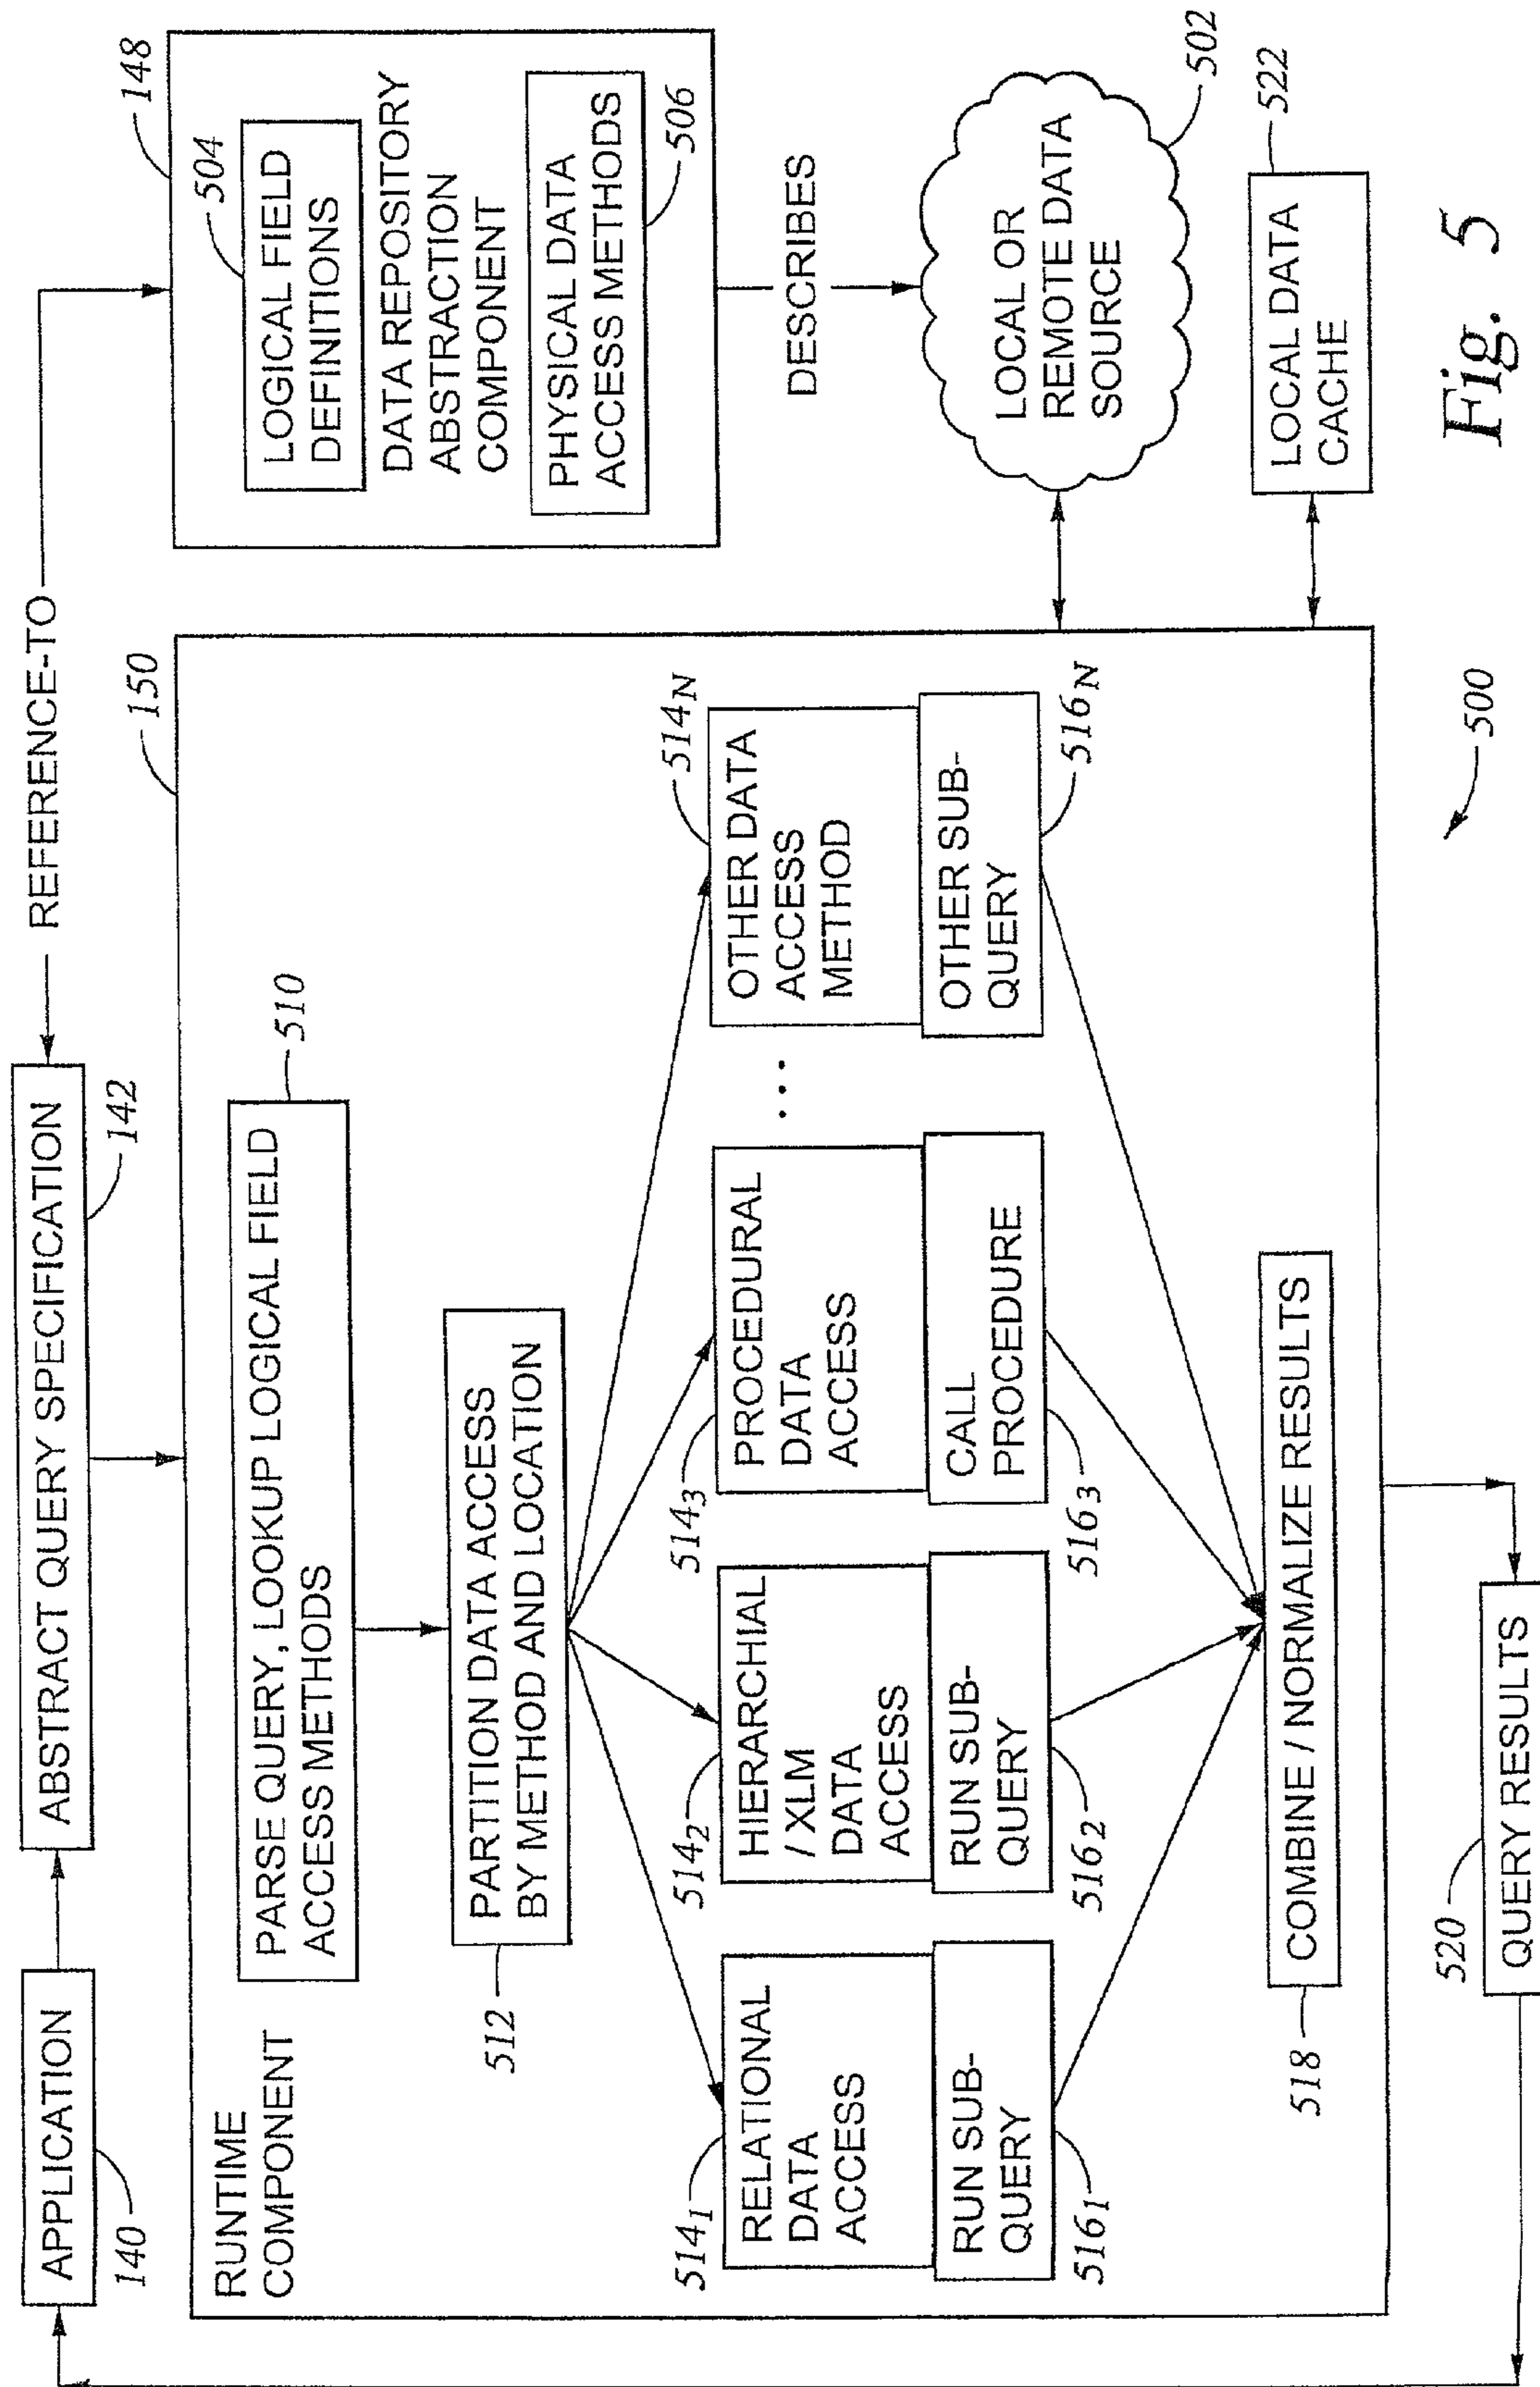 APPLICATION
140
ABSTRACT QUERY SPECIFICATION
142
REFERENCE-TO
148
504
LOGICAL FIELD
DEFINITIONS
DATA REPOSITORY
ABSTRACTION
COMPONENT
PHYSICAL DATA
ACCESS METHODS
506
DESCRIBES
LOCAL OR
REMOTE DATA
SOURCE
502
LOCAL DATA
CACHE
522
150
RUNTIME
COMPONENT
PARSE QUERY, LOOKUP LOGICAL FIELD
ACCESS METHODS
510
PARTITION DATA ACCESS
BY METHOD AND LOCATION
512
514₁
RELATIONAL
DATA
ACCESS
RUN SUB-
QUERY
516₁
514₂
HIERARCHIAL
/ XLM
DATA
ACCESS
RUN SUB-
QUERY
516₂
514₃
PROCEDURAL
DATA
ACCESS
CALL
PROCEDURE
516₃
...
514N
OTHER DATA
ACCESS
METHOD
OTHER SUB-
QUERY
516N
COMBINE / NORMALIZE RESULTS
518
520
QUERY RESULTS
500
Fig. 5